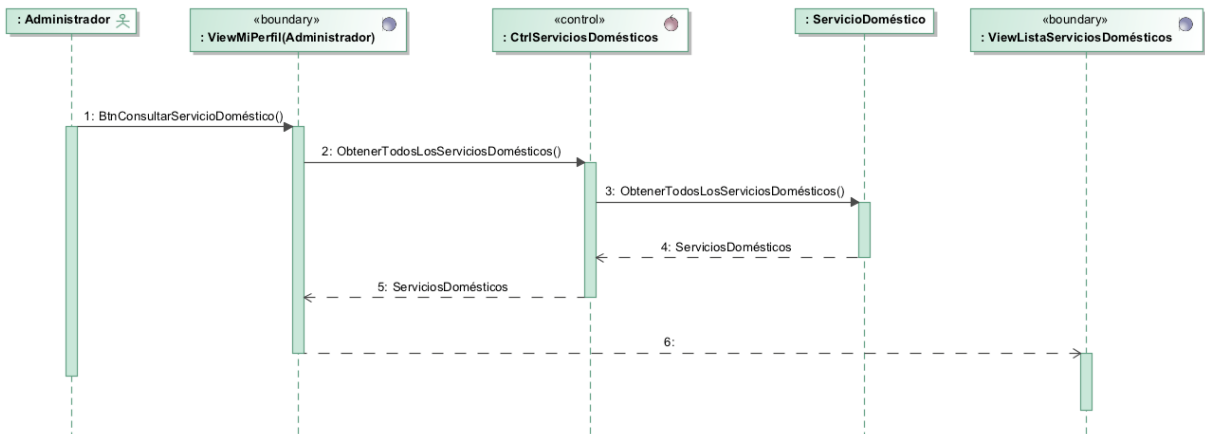 : Administrador
«boundary»
: ViewMiPerfil(Administrador)
«control»
: CtrlServiciosDomésticos
: ServicioDoméstico
«boundary»
: ViewListaServiciosDomésticos
1: BtnConsultarServicioDoméstico()
2: ObtenerTodosLosServiciosDomésticos()
3: ObtenerTodosLosServiciosDomésticos()
4: ServiciosDomésticos
5: ServiciosDomésticos
6: